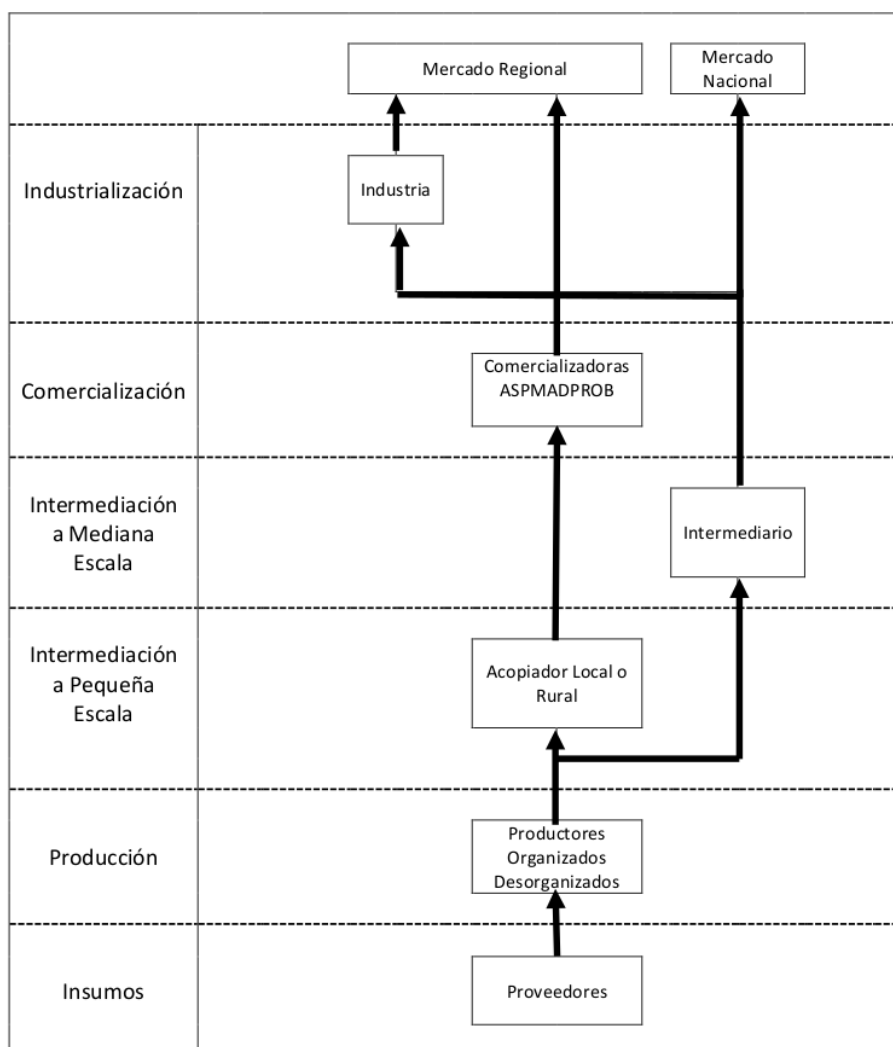 Mercado Regional
Mercado
Nacional
Industrialización
Industria
Comercialización
Comercializadoras
ASPMADPROB
Intermediación
a Mediana
Escala
Intermediario
Intermediación
a Pequeña
Escala
Acopiador Local o
Rural
Producción
Productores
Organizados
Desorganizados
Insumos
Proveedores